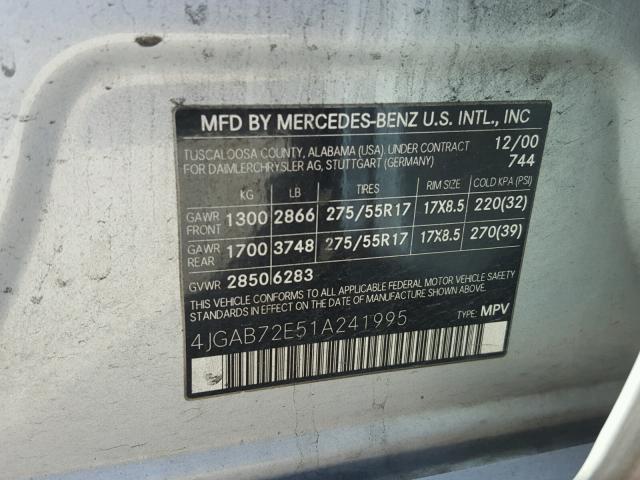 MFD BY MERCEDES-BENZ U.S. INTL., INC
TUSCALOOSA COUNTY, ALABAMA (USA). UNDER CONTRACT 12/00
FOR DAIMLERCHRYSLER AG, STUTTGART (GERMANY) 744
KG LB TIRES RIM SIZE COLD KPA (PSI)
GAWR FRONT 1300 2866 275/55R17 17X8.5 220(32)
GAWR REAR 1700 3748 275/55R17 17X8.5 270(39)
GVWR 2850 6283
THIS VEHICLE CONFORMS TO ALL APPLICABLE FEDERAL MOTOR VEHICLE SAFETY
STANDARDS IN EFFECT ON THE DATE OF MANUFACTURE SHOWN ABOVE.
4JGAB72E51A241995 TYPE: MPV